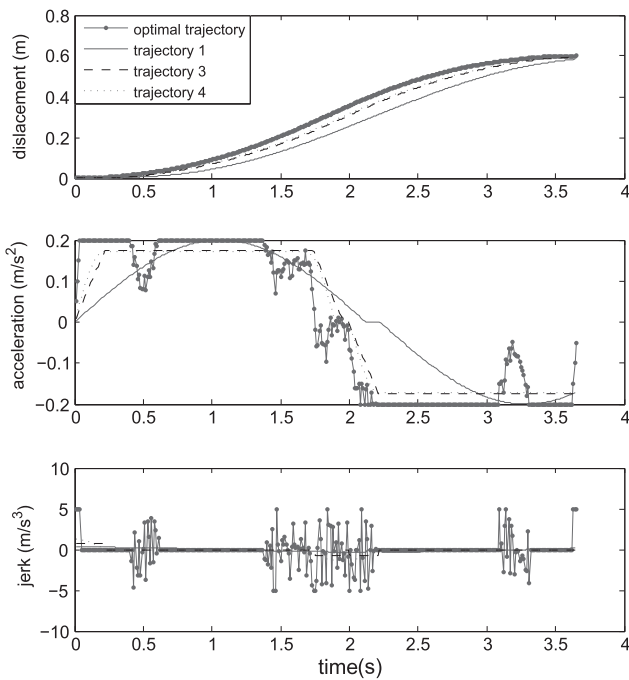 0.8
0.6
0.4
0.2
0
dislacement (m)
optimal trajectory
trajectory 1
trajectory 3
trajectory 4
0 0.5 1 1.5 2 2.5 3 3.5 4
0.2
0.1
0
−0.1
−0.2
acceleration (m/s²)
0 0.5 1 1.5 2 2.5 3 3.5 4
10
5
0
−5
−10
jerk (m/s³)
0 0.5 1 1.5 2 2.5 3 3.5 4
time(s)